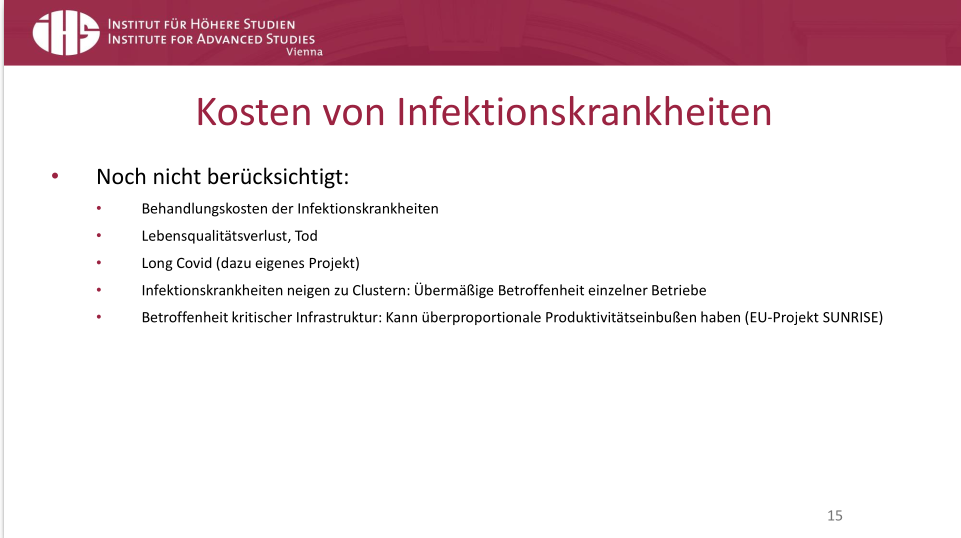 iHS
INSTITUT FÜR HÖHERE STUDIEN
INSTITUTE FOR ADVANCED STUDIES
Vienna
Kosten von Infektionskrankheiten
• Noch nicht berücksichtigt:
• Behandlungskosten der Infektionskrankheiten
• Lebensqualitätsverlust, Tod
• Long Covid (dazu eigenes Projekt)
• Infektionskrankheiten neigen zu Clustern: Übermäßige Betroffenheit einzelner Betriebe
• Betroffenheit kritischer Infrastruktur: Kann überproportionale Produktivitätseinbußen haben (EU-Projekt SUNRISE)
15